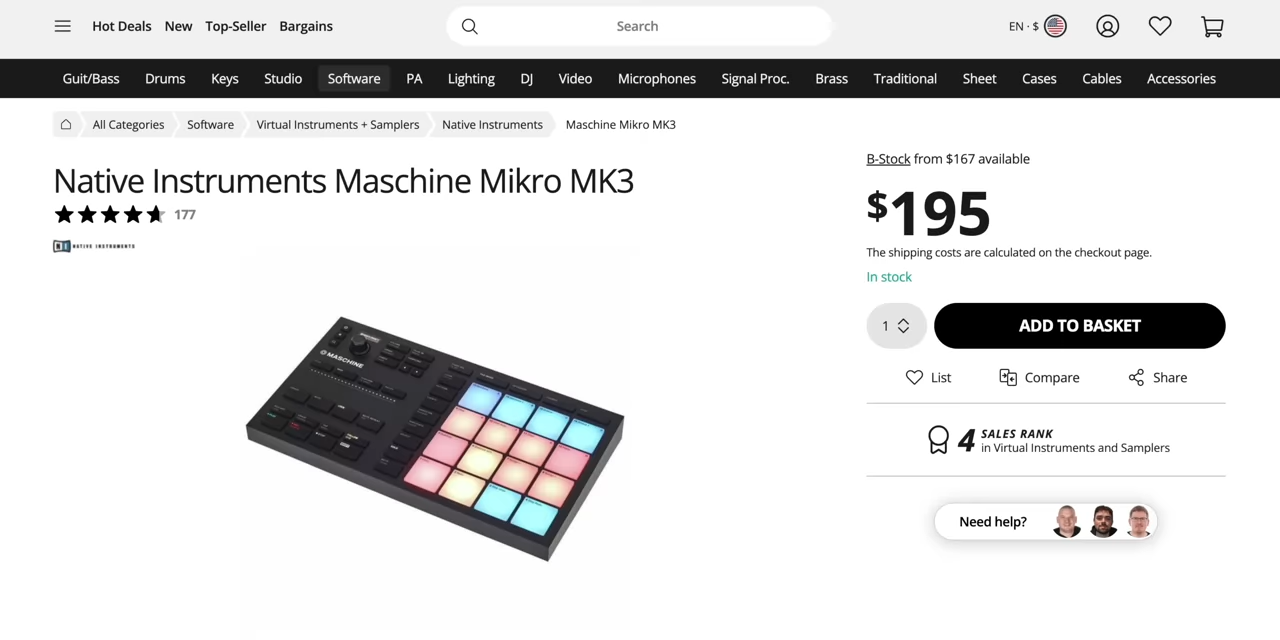 Hot Deals New Top-Seller Bargains Search EN · $
Guit/Bass Drums Keys Studio Software PA Lighting DJ Video Microphones Signal Proc. Brass Traditional Sheet Cases Cables Accessories
All Categories Software Virtual Instruments + Samplers Native Instruments Maschine Mikro MK3
Native Instruments Maschine Mikro MK3
177
NATIVE INSTRUMENTS
MASCHINE
B-Stock from $167 available
$195
The shipping costs are calculated on the checkout page.
In stock
1 ADD TO BASKET
List Compare Share
4 SALES RANK
in Virtual Instruments and Samplers
Need help?